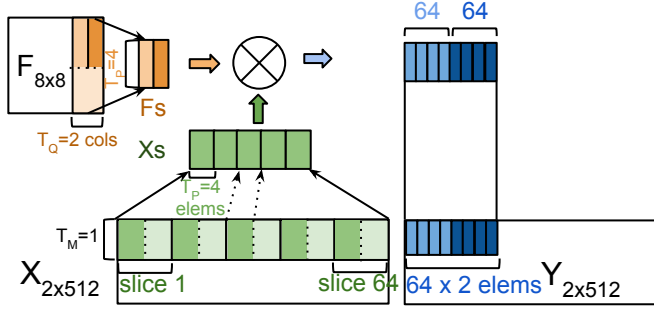 64 64
F8x8
TP=4
Fs
TQ=2 cols
Xs
TP=4
elems
TM=1
X2x512
slice 1
slice 64
64 x 2 elems
Y2x512